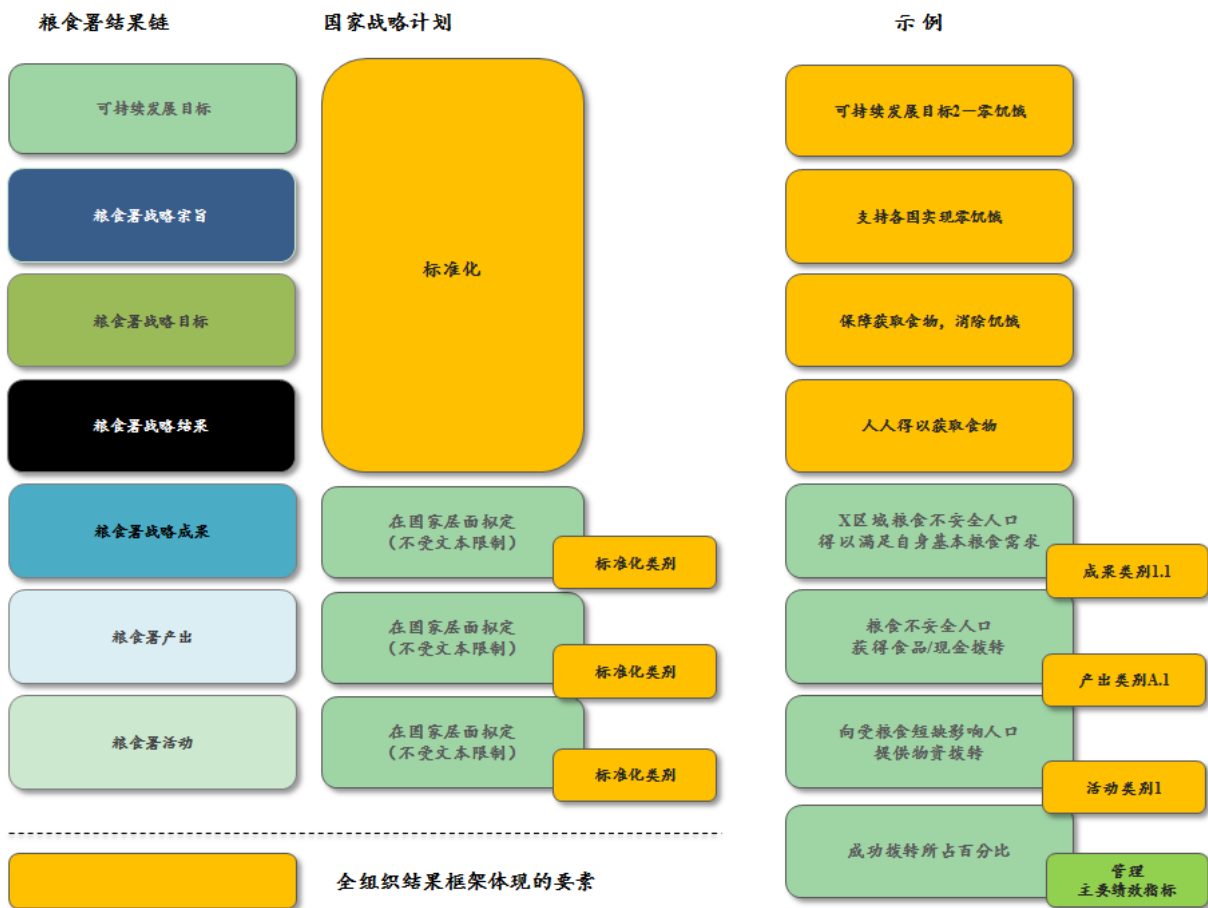 粮食署结果链
国家战略计划
示 例
可持续发展目标
标准化
可持续发展目标2—零饥饿
粮食署战略宗旨
支持各国实现零饥饿
粮食署战略目标
保障获取食物，消除饥饿
粮食署战略结果
人人得以获取食物
粮食署战略成果
在国家层面拟定
（不受文本限制）
标准化类别
X区域粮食不安全人口
得以满足自身基本粮食需求
成果类别1.1
粮食署产出
在国家层面拟定
（不受文本限制）
标准化类别
粮食不安全人口
获得食品/现金拨转
产出类别A.1
粮食署活动
在国家层面拟定
（不受文本限制）
标准化类别
向受粮食短缺影响人口
提供物资拨转
活动类别1
成功拨转所占百分比
管理
主要绩效指标
全组织结果框架体现的要素